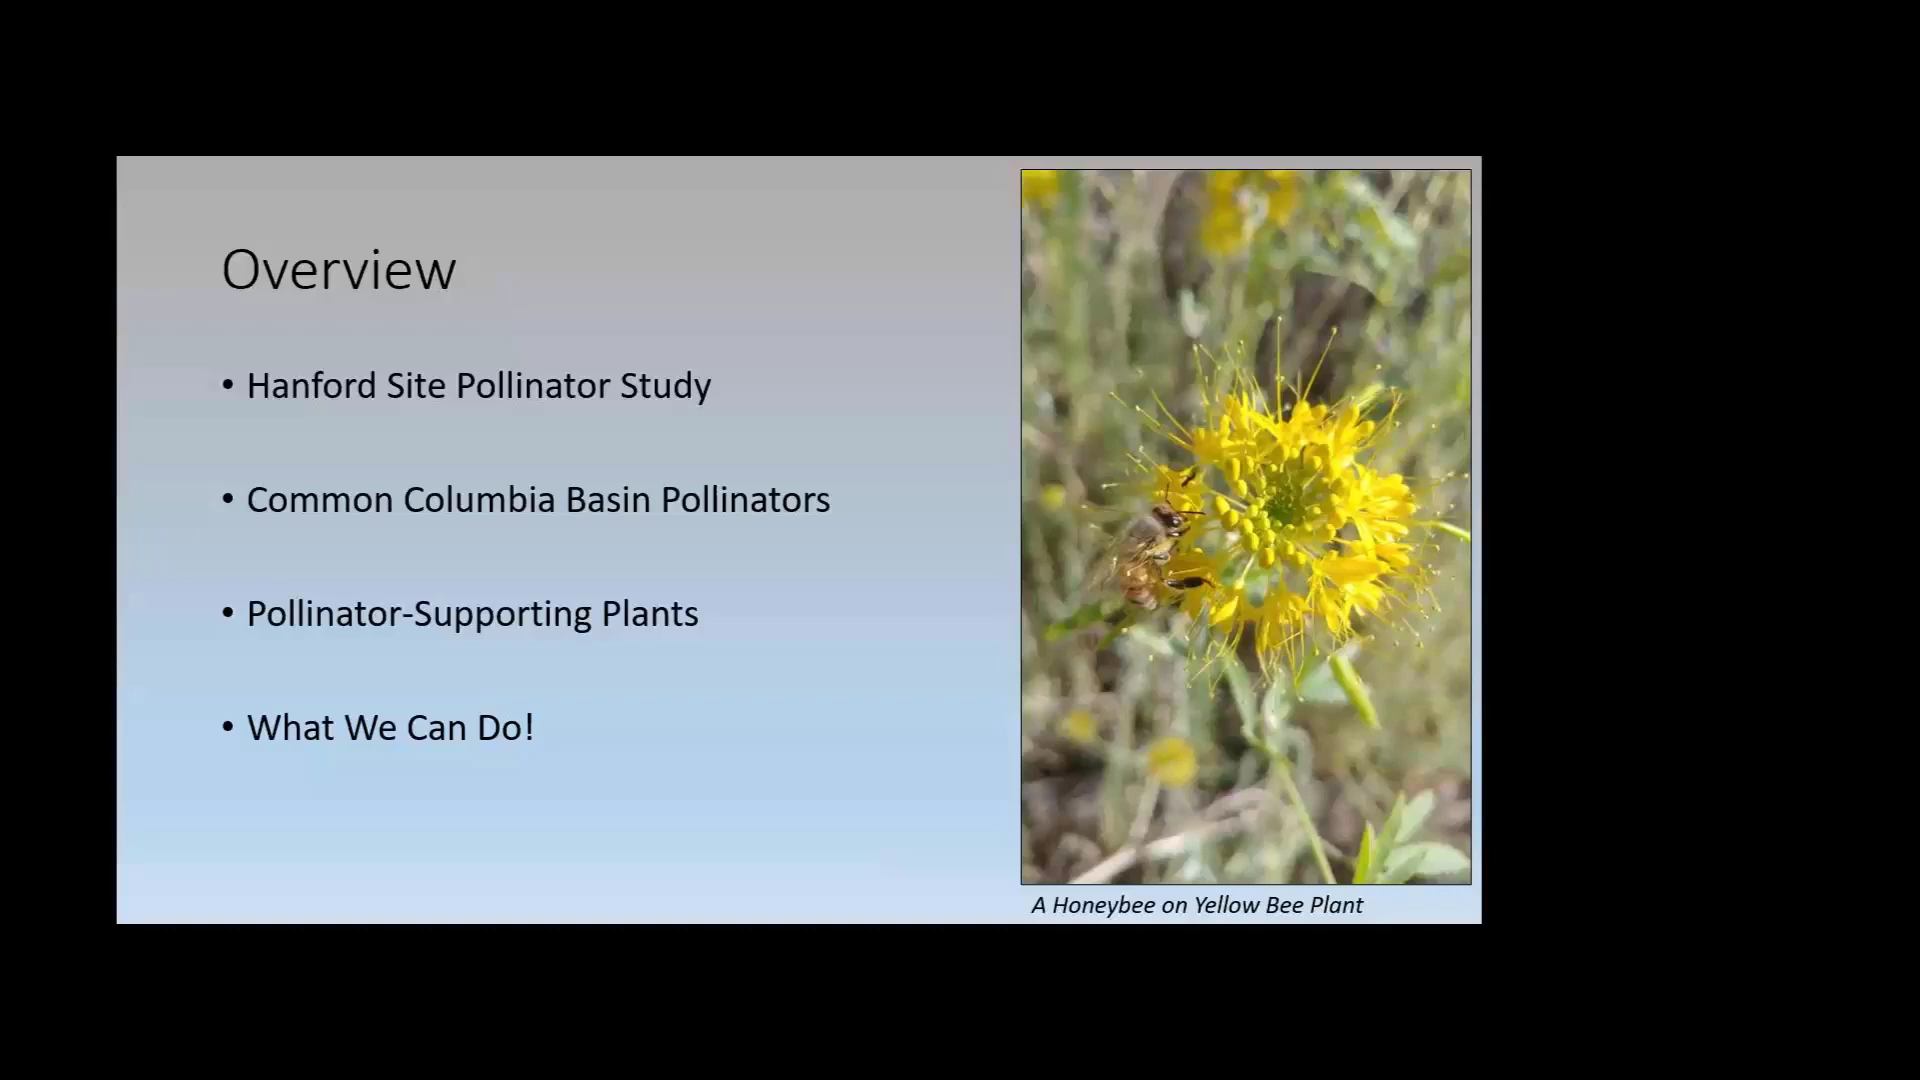 Overview
• Hanford Site Pollinator Study
• Common Columbia Basin Pollinators
• Pollinator-Supporting Plants
• What We Can Do!
A Honeybee on Yellow Bee Plant